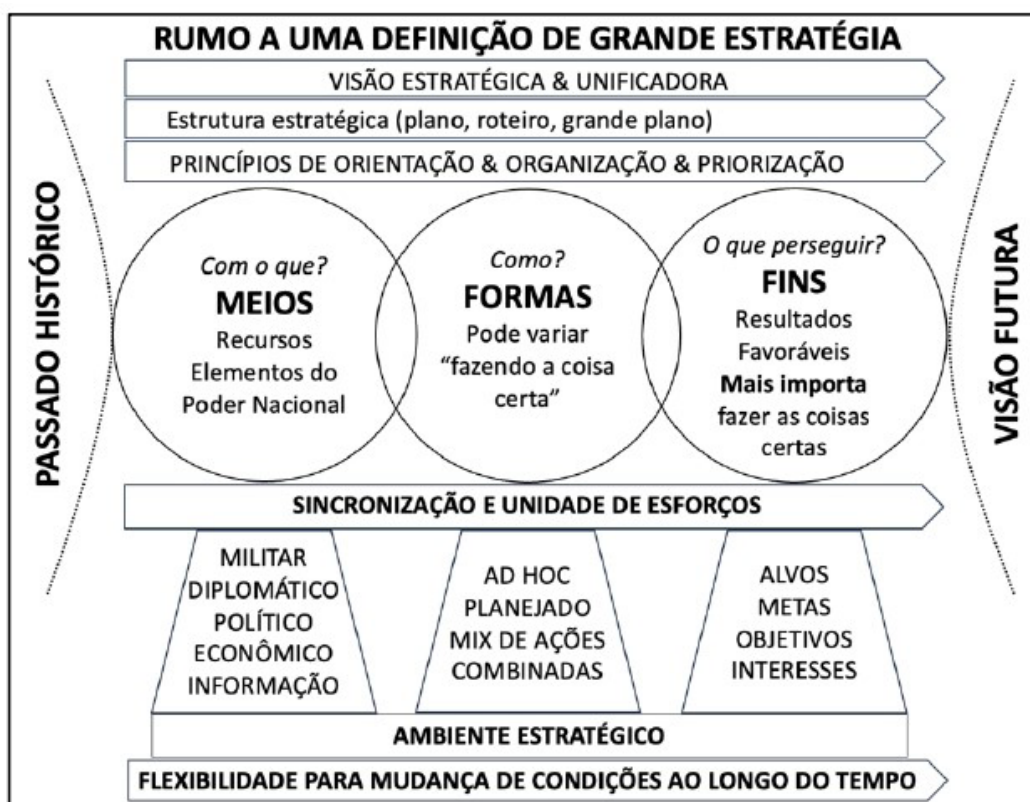 RUMO A UMA DEFINIÇÃO DE GRANDE ESTRATÉGIA
VISÃO ESTRATÉGICA & UNIFICADORA
Estrutura estratégica (plano, roteiro, grande plano)
PRINCÍPIOS DE ORIENTAÇÃO & ORGANIZAÇÃO & PRIORIZAÇÃO
PASSADO HISTÓRICO
Com o que?
MEIOS
Recursos
Elementos do
Poder Nacional
Como?
FORMAS
Pode variar
“fazendo a coisa
certa”
O que perseguir?
FINS
Resultados
Favoráveis
Mais importa
fazer as coisas
certas
VISÃO FUTURA
SINCRONIZAÇÃO E UNIDADE DE ESFORÇOS
MILITAR
DIPLOMÁTICO
POLÍTICO
ECONÔMICO
INFORMAÇÃO
AD HOC
PLANEJADO
MIX DE AÇÕES
COMBINADAS
ALVOS
METAS
OBJETIVOS
INTERESSES
AMBIENTE ESTRATÉGICO
FLEXIBILIDADE PARA MUDANÇA DE CONDIÇÕES AO LONGO DO TEMPO